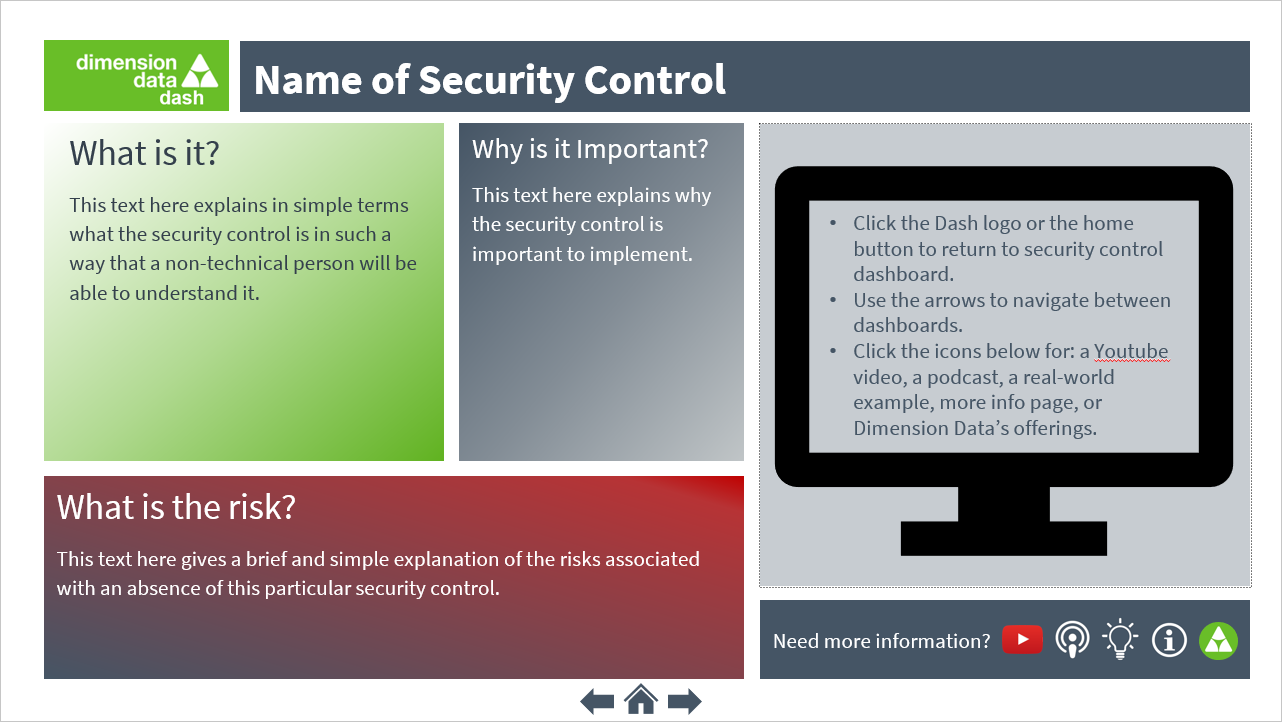 dimension
data
dash
Name of Security Control
What is it?
This text here explains in simple terms
what the security control is in such a
way that a non-technical person will be
able to understand it.
Why is it Important?
This text here explains why
the security control is
important to implement.
• Click the Dash logo or the home
button to return to security control
dashboard.
• Use the arrows to navigate between
dashboards.
• Click the icons below for: a Youtube
video, a podcast, a real-world
example, more info page, or
Dimension Data’s offerings.
What is the risk?
This text here gives a brief and simple explanation of the risks associated
with an absence of this particular security control.
Need more information?